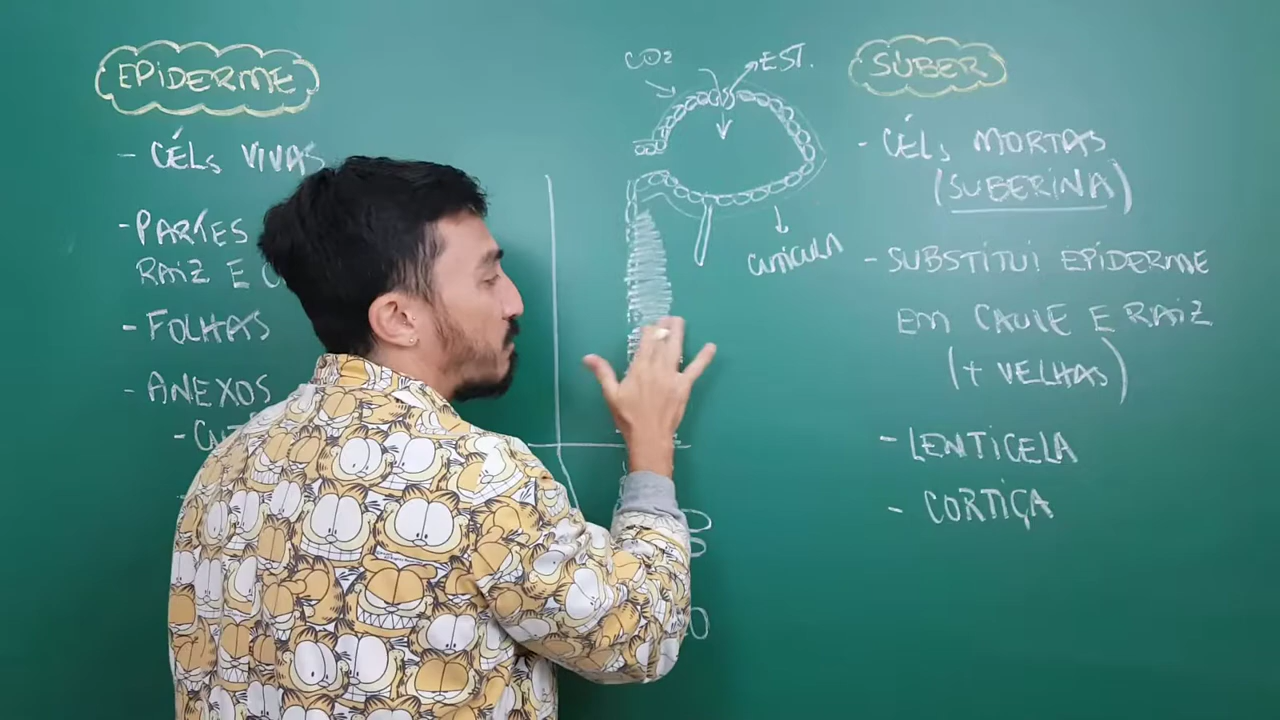 EPIDERME
- CÉLs VIVAS
- PARTES
RAIZ E
- FOLHAS
- ANEXOS
CO2
EST.
CUTÍCULA
SÚBER
- CÉLs MORTAS
(SUBERINA)
- SUBSTITUI EPIDERME
EM CAULE E RAIZ
(+ VELHAS)
- LENTICELA
- CORTIÇA